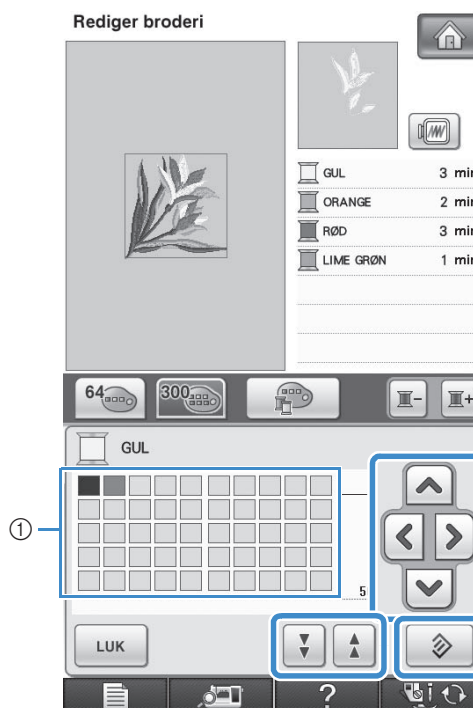 Rediger broderi
GUL 3 min
ORANGE 2 min
RØD 3 min
LIME GRØN 1 min
64 300
GUL
①
5
LUK
?